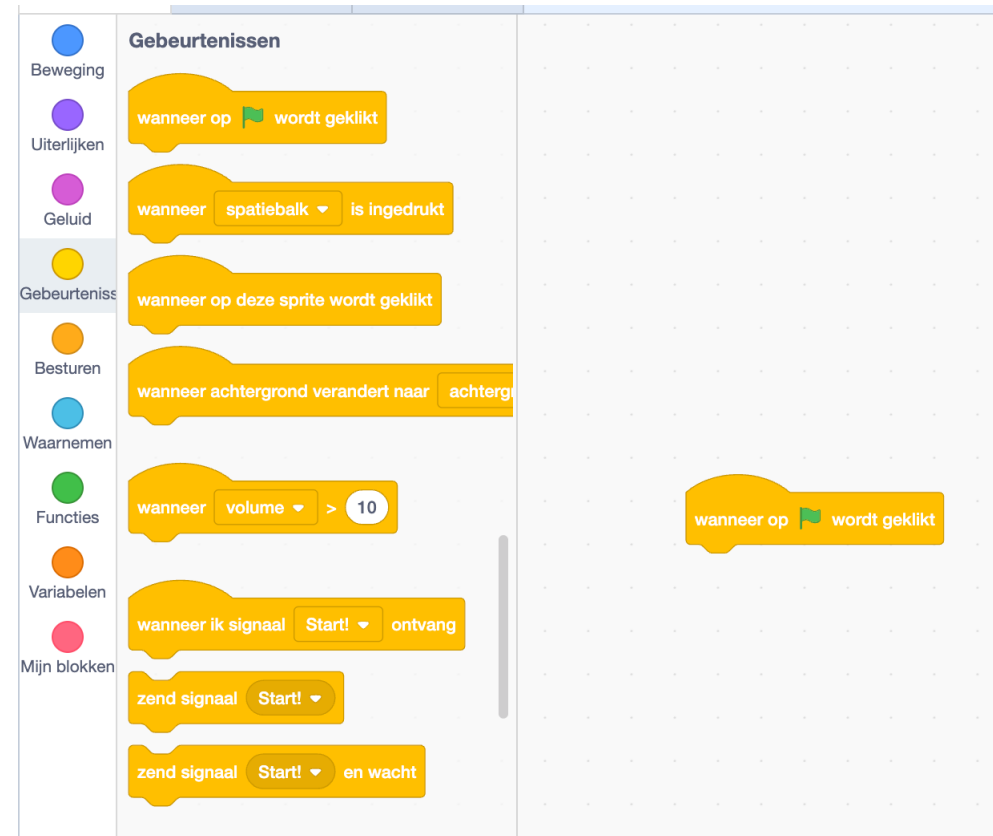 Beweging
Uiterlijken
Geluid
Gebeurteniss
Besturen
Waarnemen
Functies
Variabelen
Mijn blokken
Gebeurtenissen
wanneer op wordt geklikt
wanneer spatiebalk is ingedrukt
wanneer op deze sprite wordt geklikt
wanneer achtergrond verandert naar achtergr
wanneer volume > 10
wanneer ik signaal Start! ontvang
zend signaal Start!
zend signaal Start! en wacht
wanneer op wordt geklikt